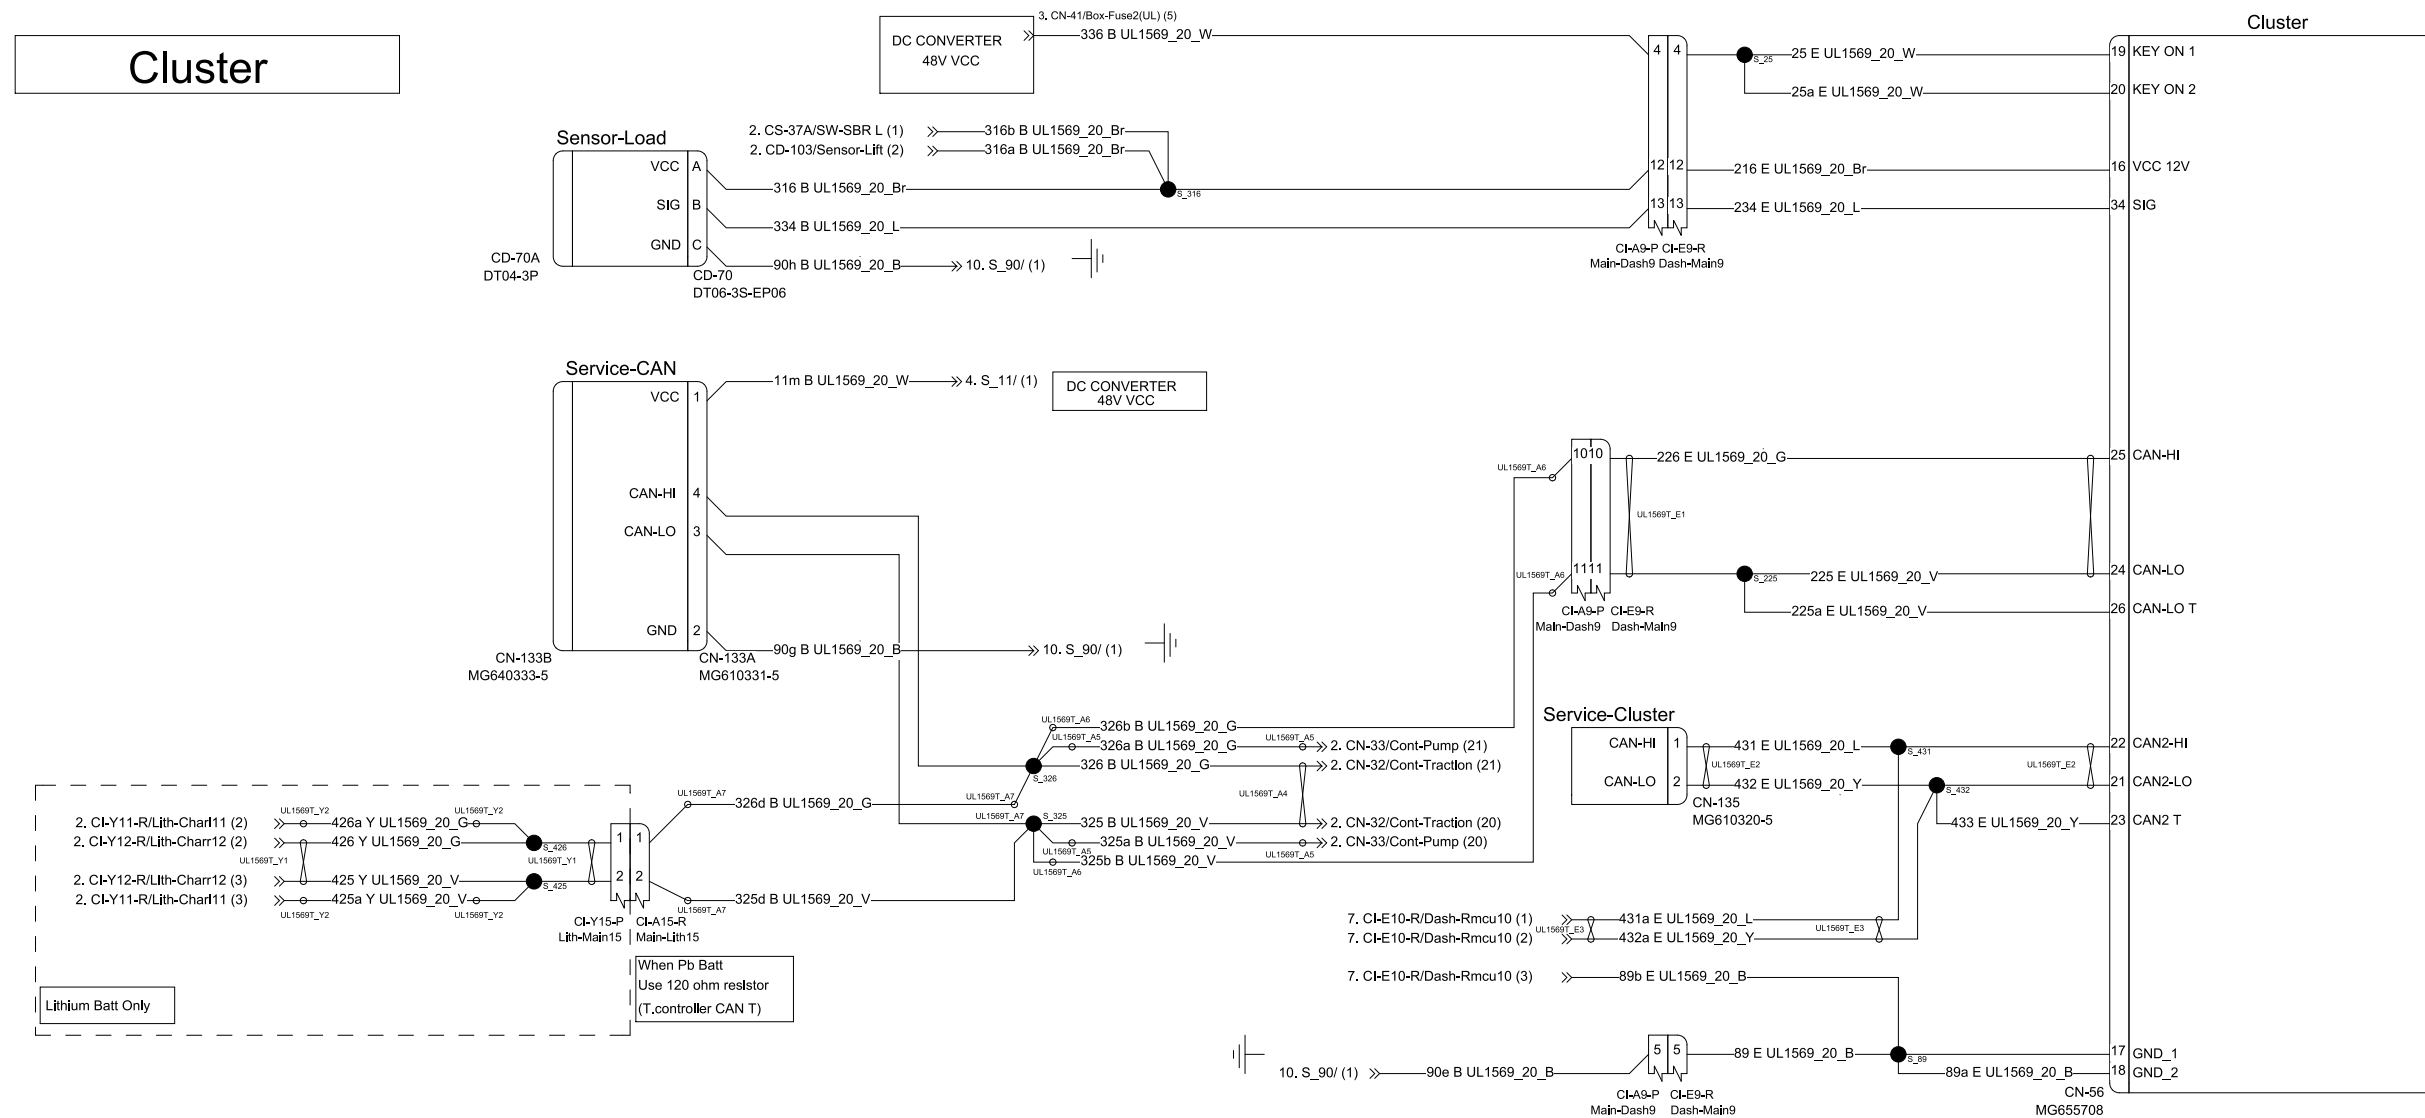 Cluster
3. CN-41/Box-Fuse2(UL) (5)
DC CONVERTER
48V VCC
336 B UL1569_20_W
4 4
25 E UL1569_20_W
S_25
25a E UL1569_20_W
Cluster
19 KEY ON 1
20 KEY ON 2
Sensor-Load
2. CS-37A/SW-SBR L (1)
316b B UL1569_20_Br
2. CD-103/Sensor-Lift (2)
316a B UL1569_20_Br
VCC A
316 B UL1569_20_Br
S_316
12 12
216 E UL1569_20_Br
16 VCC 12V
SIG B
334 B UL1569_20_L
13 13
234 E UL1569_20_L
34 SIG
GND C
90h B UL1569_20_B
10. S_90/ (1)
CD-70A
DT04-3P
CD-70
DT06-3S-EP06
CI-A9-P CI-E9-R
Main-Dash9 Dash-Main9
Service-CAN
VCC 1
11m B UL1569_20_W
4. S_11/ (1)
DC CONVERTER
48V VCC
CAN-HI 4
CAN-LO 3
GND 2
90g B UL1569_20_B
10. S_90/ (1)
CN-133B
MG640333-5
CN-133A
MG610331-5
UL1569T_A6
1010
226 E UL1569_20_G
25 CAN-HI
UL1569T_E1
UL1569T_A6
1111
S_225
225 E UL1569_20_V
24 CAN-LO
225a E UL1569_20_V
26 CAN-LO T
CI-A9-P CI-E9-R
Main-Dash9 Dash-Main9
UL1569T_A6
326b B UL1569_20_G
UL1569T_A5
326a B UL1569_20_G
UL1569T_A5
2. CN-33/Cont-Pump (21)
326 B UL1569_20_G
2. CN-32/Cont-Traction (21)
S_326
UL1569T_A7
326d B UL1569_20_G
UL1569T_A7
UL1569T_A4
UL1569T_A7
S_325
325 B UL1569_20_V
2. CN-32/Cont-Traction (20)
325a B UL1569_20_V
2. CN-33/Cont-Pump (20)
UL1569T_A5
UL1569T_A5
325b B UL1569_20_V
UL1569T_A6
325d B UL1569_20_V
UL1569T_A7
Service-Cluster
CAN-HI 1
431 E UL1569_20_L
S_431
22 CAN2-HI
UL1569T_E2
UL1569T_E2
CAN-LO 2
432 E UL1569_20_Y
S_432
21 CAN2-LO
433 E UL1569_20_Y
23 CAN2 T
CN-135
MG610320-5
UL1569T_Y2
UL1569T_Y2
2. CI-Y11-R/Lith-Charl11 (2)
426a Y UL1569_20_G
2. CI-Y12-R/Lith-Charr12 (2)
426 Y UL1569_20_G
S_426
1 1
UL1569T_Y1
UL1569T_Y1
2. CI-Y12-R/Lith-Charr12 (3)
425 Y UL1569_20_V
S_425
2 2
2. CI-Y11-R/Lith-Charl11 (3)
425a Y UL1569_20_V
UL1569T_Y2
UL1569T_Y2
CI-Y15-P CI-A15-R
Lith-Main15 Main-Lith15
When Pb Batt
Use 120 ohm resistor
(T.controller CAN T)
Lithium Batt Only
7. CI-E10-R/Dash-Rmcu10 (1)
431a E UL1569_20_L
UL1569T_E3
UL1569T_E3
7. CI-E10-R/Dash-Rmcu10 (2)
432a E UL1569_20_Y
7. CI-E10-R/Dash-Rmcu10 (3)
89b E UL1569_20_B
5 5
89 E UL1569_20_B
S_89
17 GND_1
10. S_90/ (1)
90e B UL1569_20_B
89a E UL1569_20_B
18 GND_2
CI-A9-P CI-E9-R
Main-Dash9 Dash-Main9
CN-56
MG655708